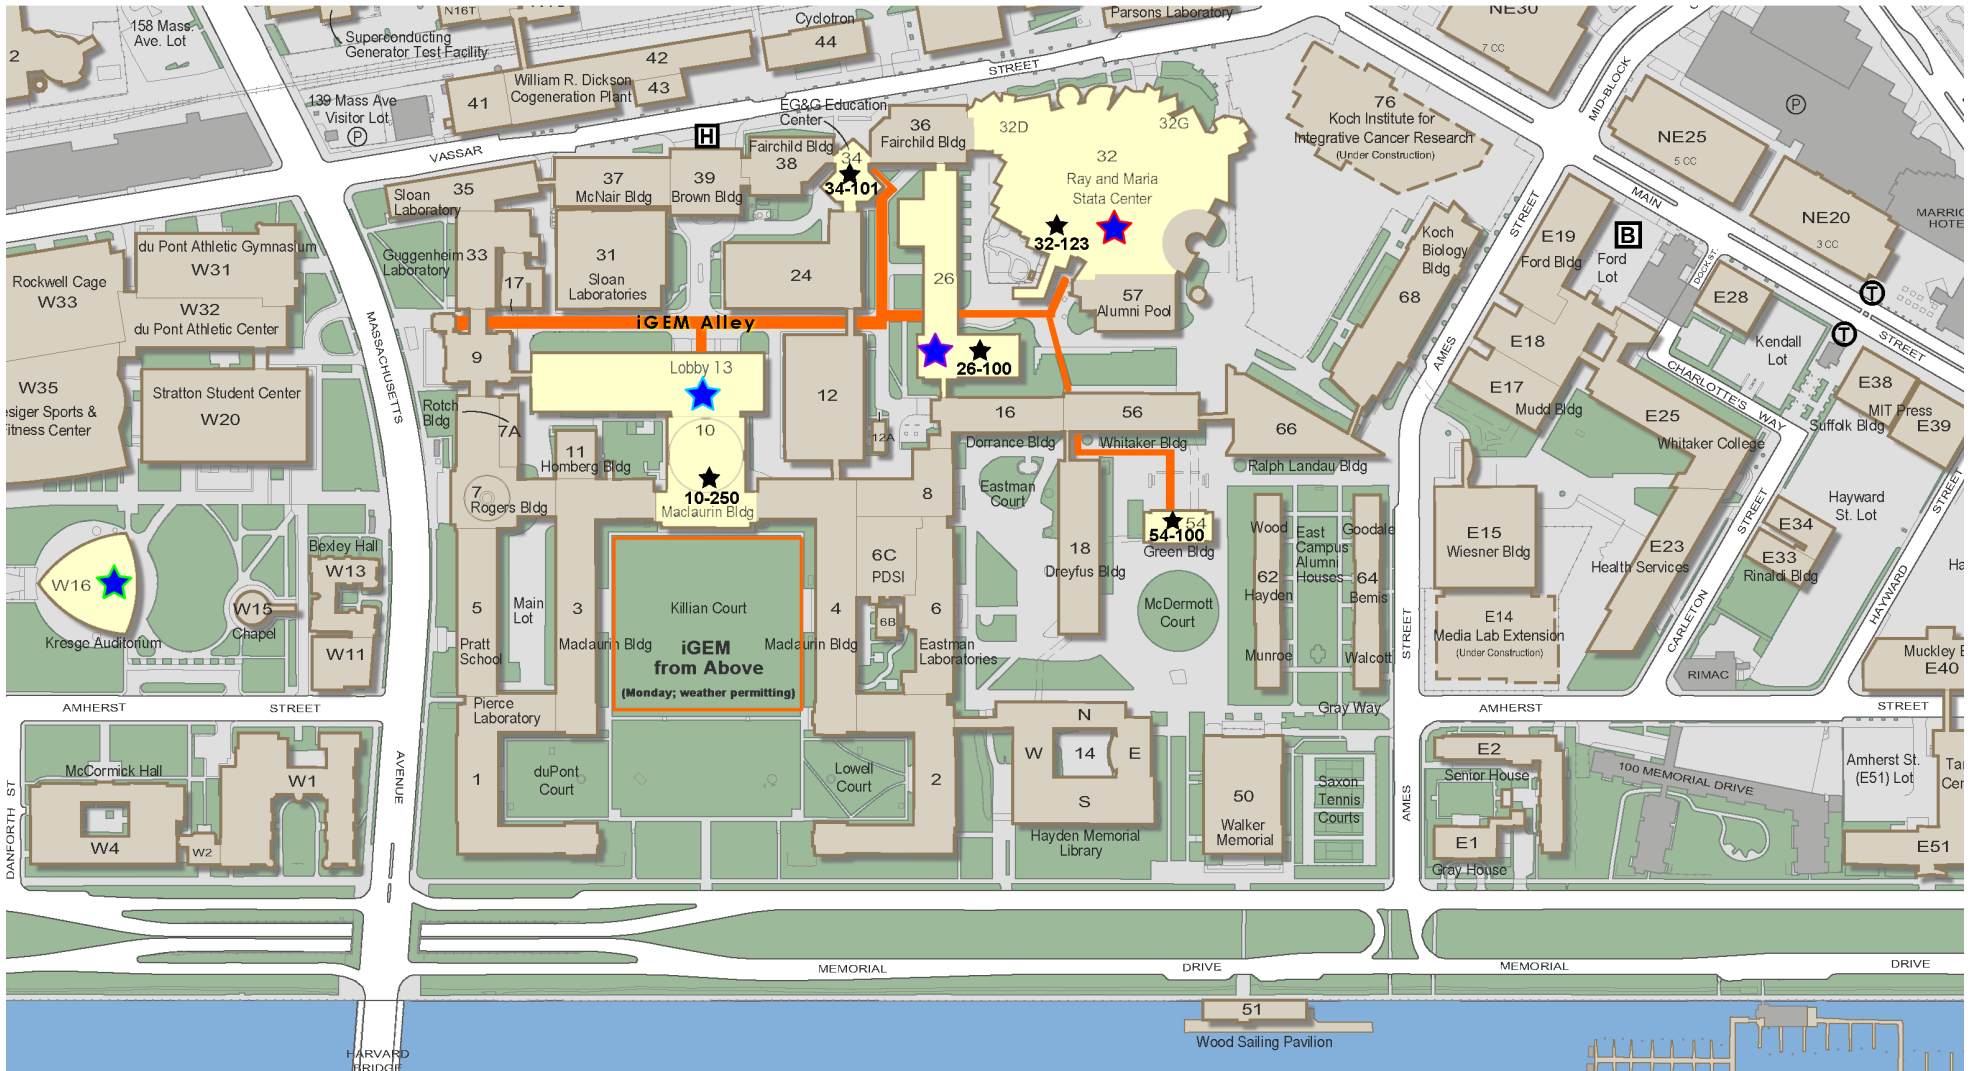 158 Mass.
Ave. Lot
Superconducting
Generator Test Facility
N16T
42
Cyclotron
44
Parsons Laboratory
NE30
7 CC
2
41
William R. Dickson
Cogeneration Plant
43
139 Mass Ave
Visitor Lot
P
STREET
MID-BLOCK
P
EG&G Education
Center
H
VASSAR
Fairchild Bldg
38
34
34-101
36
Fairchild Bldg
32D
32G
32
Ray and Maria
Stata Center
76
Koch Institute for
Integrative Cancer Research
(Under Construction)
NE25
5 CC
NE20
3 CC
MARRIO
HOTE
MAIN
35
Sloan
Laboratory
37
McNair Bldg
39
Brown Bldg
32-123
STREET
Koch
Biology
Bldg
68
E19
Ford Bldg
B
Ford
Lot
DOCK ST.
E28
T
T
STREET
du Pont Athletic Gymnasium
W31
W32
du Pont Athletic Center
Rockwell Cage
W33
Guggenheim
Laboratory
33
17
31
Sloan
Laboratories
24
26
57
Alumni Pool
iGEM Alley
MASSACHUSETTS
9
Lobby 13
12
26-100
AMES
E18
E17
Mudd Bldg
Kendall
Lot
CHARLOTTE'S WAY
E38
MIT Press
Suffolk Bldg
E39
W35
esiger Sports &
Fitness Center
Stratton Student Center
W20
Rotch
Bldg
7A
10
11
Homberg Bldg
12A
16
Dorrance Bldg
56
Whitaker Bldg
66
Ralph Landau Bldg
E25
Whitaker College
7
Rogers Bldg
10-250
Maclaurin Bldg
8
Eastman
Court
54
54-100
Green Bldg
18
Dreyfus Bldg
Wood
East
Campus
Alumni
Houses
Goodale
62
Hayden
64
Bemis
Munroe
Walcott
E15
Wiesner Bldg
E23
Health Services
STREET
Hayward
St. Lot
E34
E33
Rinaldi Bldg
STREET
HAYWARD
Ha
W16
Kresge Auditorium
W15
Chapel
Bexley Hall
W13
W11
5
Pratt
School
Main
Lot
3
Maclaurin Bldg
Killian Court
iGEM
from Above
(Monday; weather permitting)
4
Maclaurin Bldg
6C
PDSI
6B
6
Eastman
Laboratories
McDermott
Court
STREET
E14
Media Lab Extension
(Under Construction)
CARLETON
RIMAC
Muckley B
E40
AMHERST
STREET
Pierce
Laboratory
Gray Way
AMHERST
STREET
N
W
14
E
S
Hayden Memorial
Library
McCormick Hall
W4
W2
W1
DANFORTH ST
AVENUE
1
duPont
Court
Lowell
Court
2
50
Walker
Memorial
Saxon
Tennis
Courts
AMES
E2
Senior House
E1
Gray House
100 MEMORIAL DRIVE
Amherst St.
(E51) Lot
Tan
Cen
E51
MEMORIAL
DRIVE
MEMORIAL
DRIVE
HARVARD
BRIDGE
51
Wood Sailing Pavilion